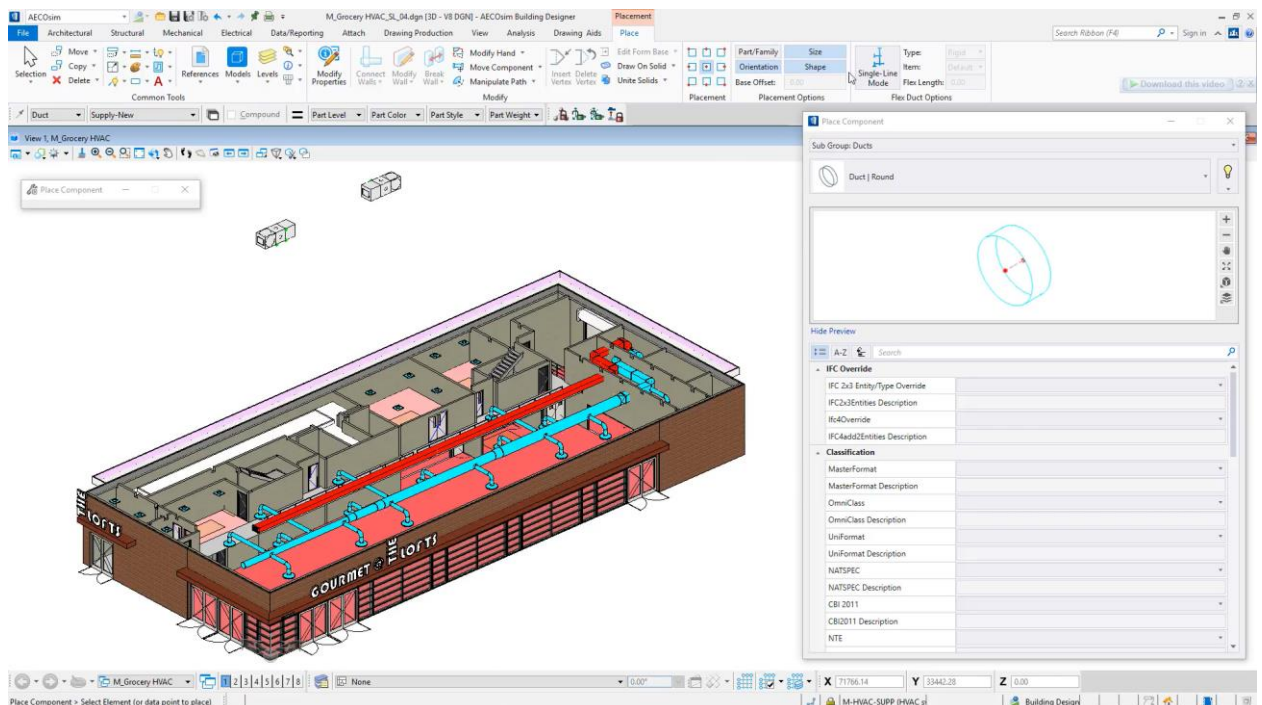 AECOsim
M_Grocery HVAC_SL_04.dgn [3D - V8 DGN] - AECOsim Building Designer
Placement
File Architectural Structural Mechanical Electrical Data/Reporting Attach Drawing Production View Analysis Drawing Aids Place
Search Ribbon (F4)
Sign in
Selection
Move
Copy
Delete
References
Models
Levels
Common Tools
Modify Properties
Connect Walls
Modify Wall
Break Wall
Modify Hand
Move Component
Manipulate Path
Insert Vertex
Delete Vertex
Edit Form Base
Draw On Solid
Unite Solids
Modify
Placement
Part/Family
Size
Orientation
Shape
Base Offset: 0.00
Placement Options
Single-Line Mode
Type: Rigid
Item: Default
Flex Length: 0.00
Flex Duct Options
Download this video
Duct
Supply-New
Compound
Part Level
Part Color
Part Style
Part Weight
View 1, M_Grocery HVAC
Place Component
THE
LOFTS
GOURMET @ THE LOFTS
Place Component
Sub Group: Ducts
Duct | Round
Hide Preview
A-Z
Search
IFC Override
IFC 2x3 Entity/Type Override
IFC2x3Entities Description
Ifc4Override
IFC4add2Entities Description
Classification
MasterFormat
MasterFormat Description
OmniClass
OmniClass Description
UniFormat
UniFormat Description
NATSPEC
NATSPEC Description
CBI 2011
CBI2011 Description
NTE
M_Grocery HVAC
1 2 3 4 5 6 7 8
None
0.00°
X 71766.14
Y 33442.28
Z 0.00
Place Component > Select Element (or data point to place)
M-HVAC-SUPP (HVAC s
Building Design